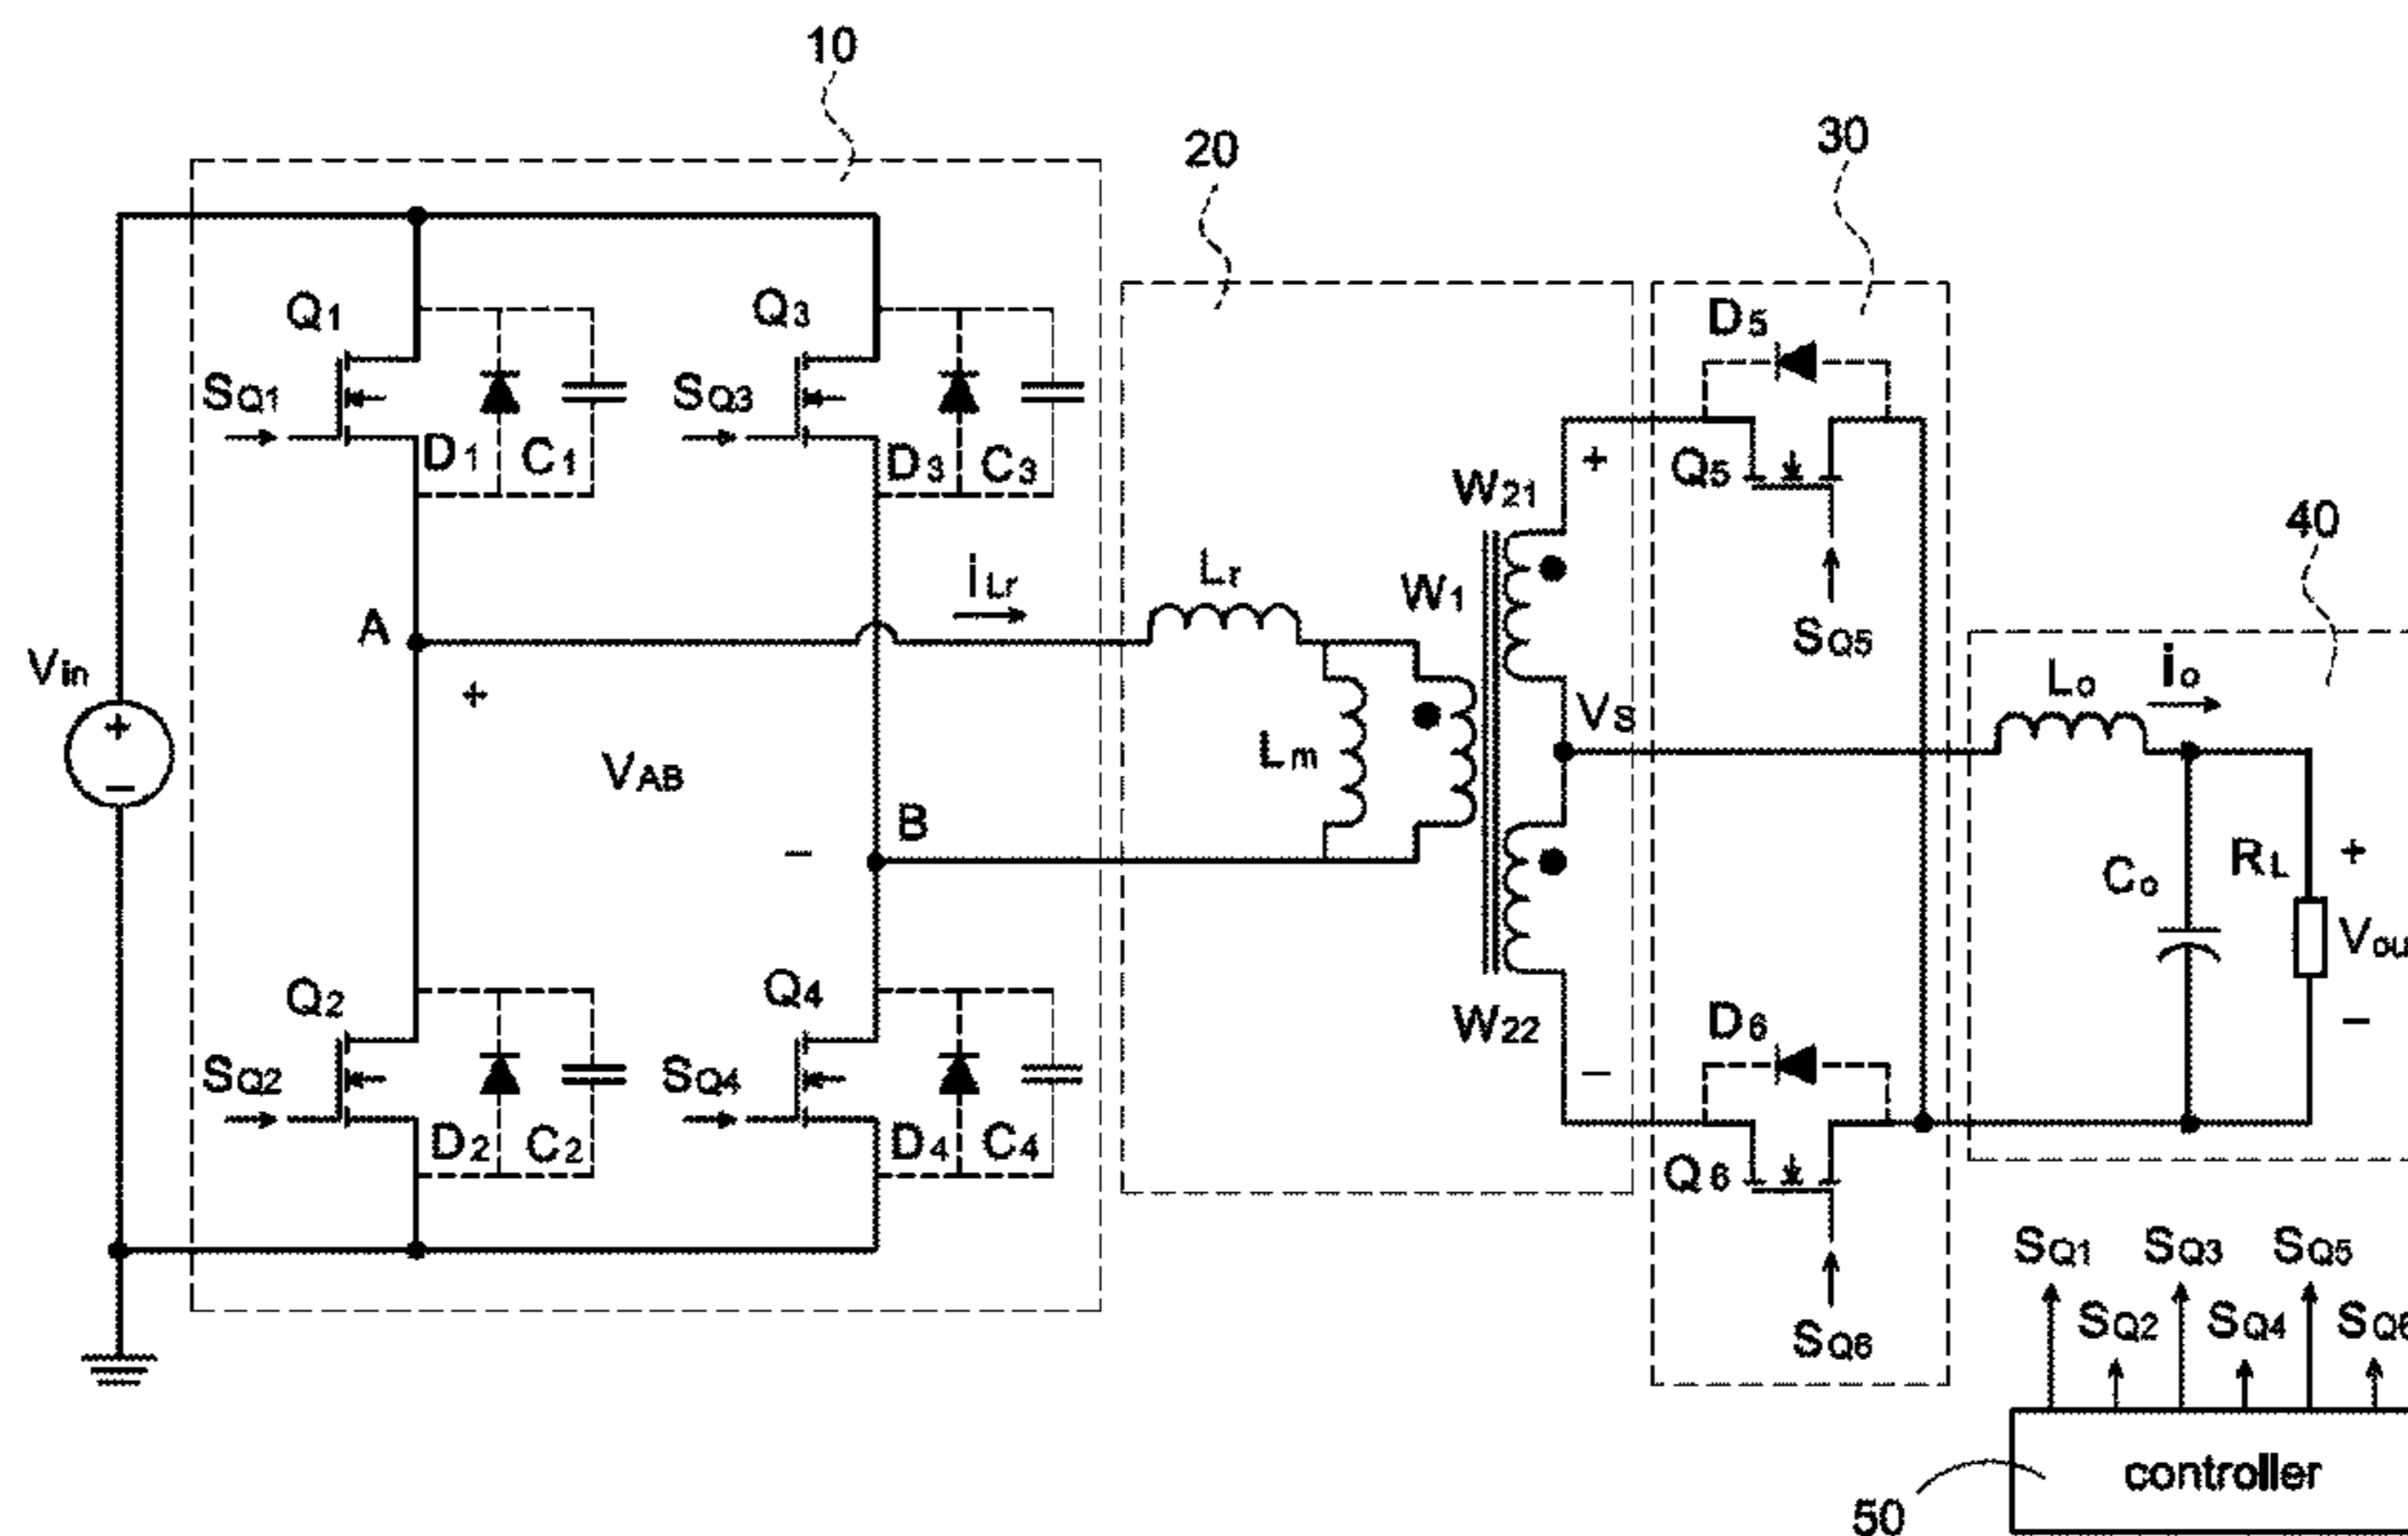 10
20
30
Q1
Q3
D5
SQ1
SQ3
D1
C1
D3
C3
Q5
W21
40
iLr
Lr
W1
SQ5
A
Vin
+
Lo
io
VS
Lm
VAB
+
−
B
−
+
Co
RL
+
Vou
−
Q2
Q4
W22
D6
−
SQ2
SQ4
D2
C2
D4
C4
Q6
SQ1
SQ3
SQ5
SQ2
SQ4
SQ6
SQ6
controller
50